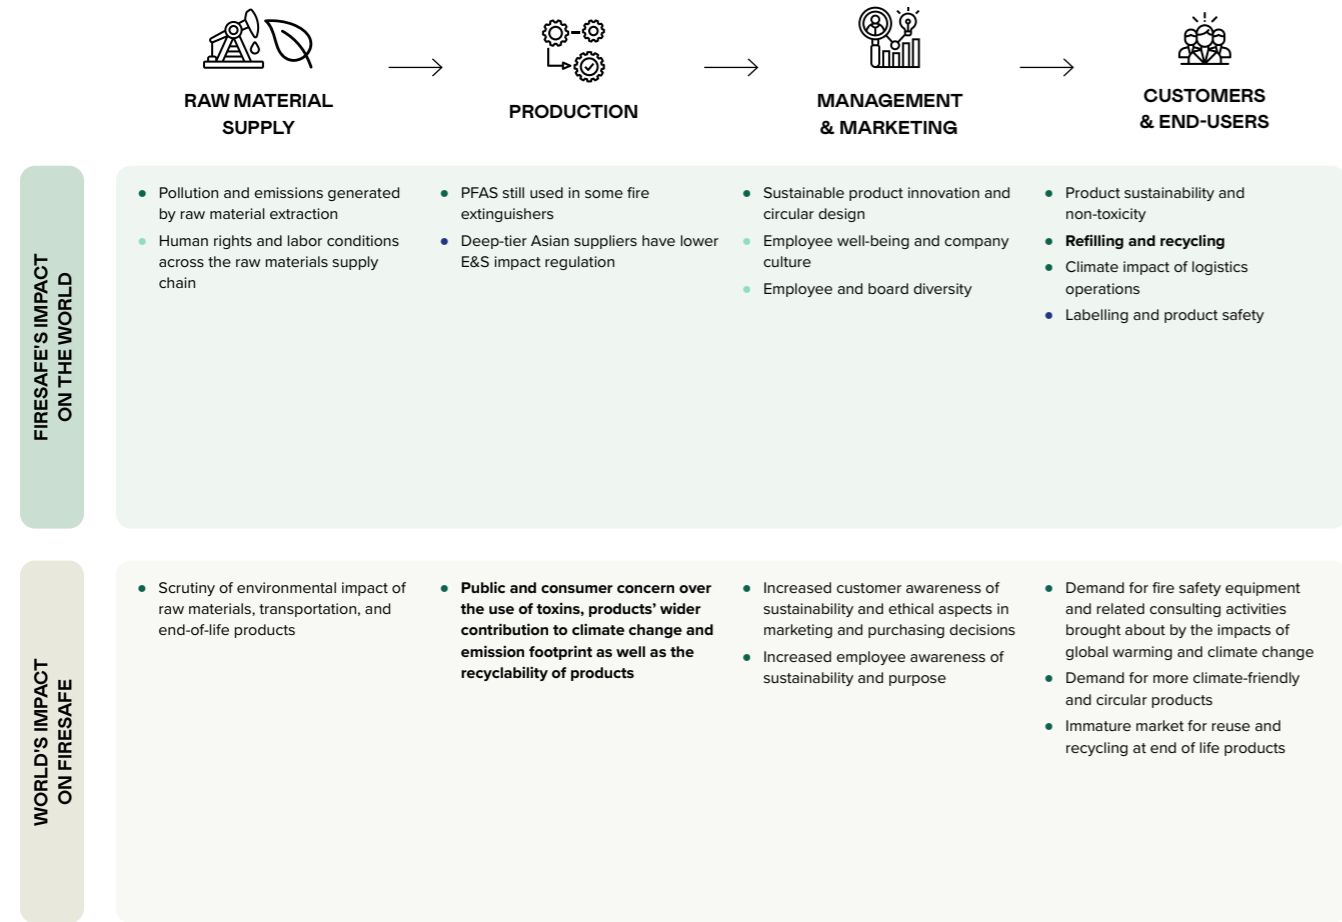 RAW MATERIAL
SUPPLY
PRODUCTION
MANAGEMENT
& MARKETING
CUSTOMERS
& END-USERS
FIRESAFE'S IMPACT
ON THE WORLD
Pollution and emissions generated
by raw material extraction
Human rights and labor conditions
across the raw materials supply
chain
PFAS still used in some fire
extinguishers
Deep-tier Asian suppliers have lower
E&S impact regulation
Sustainable product innovation and
circular design
Employee well-being and company
culture
Employee and board diversity
Product sustainability and
non-toxicity
Refilling and recycling
Climate impact of logistics
operations
Labelling and product safety
WORLD'S IMPACT
ON FIRESAFE
Scrutiny of environmental impact of
raw materials, transportation, and
end-of-life products
Public and consumer concern over
the use of toxins, products’ wider
contribution to climate change and
emission footprint as well as the
recyclability of products
Increased customer awareness of
sustainability and ethical aspects in
marketing and purchasing decisions
Increased employee awareness of
sustainability and purpose
Demand for fire safety equipment
and related consulting activities
brought about by the impacts of
global warming and climate change
Demand for more climate-friendly
and circular products
Immature market for reuse and
recycling at end of life products